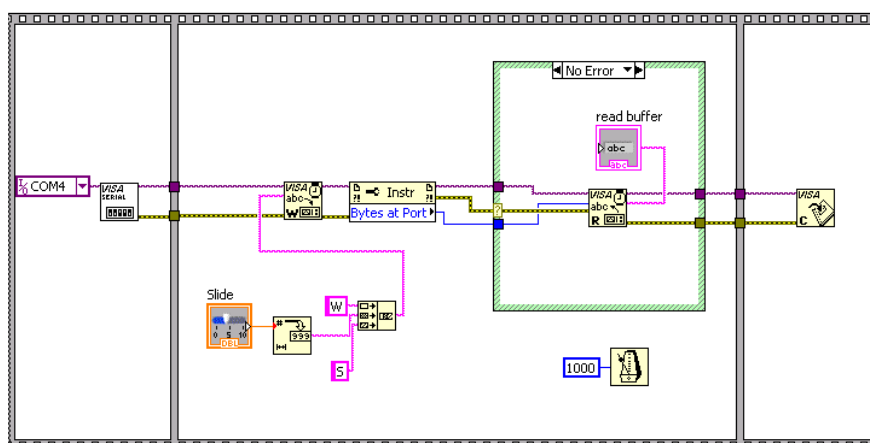 No Error
read buffer
abc
abc
I/O COM4
VISA
SERIAL
VISA
abc
W
?!
Instr
?!
Bytes at Port
?
VISA
abc
R
VISA
C
Slide
0 5 10
DBL
#
999
W
S
1000